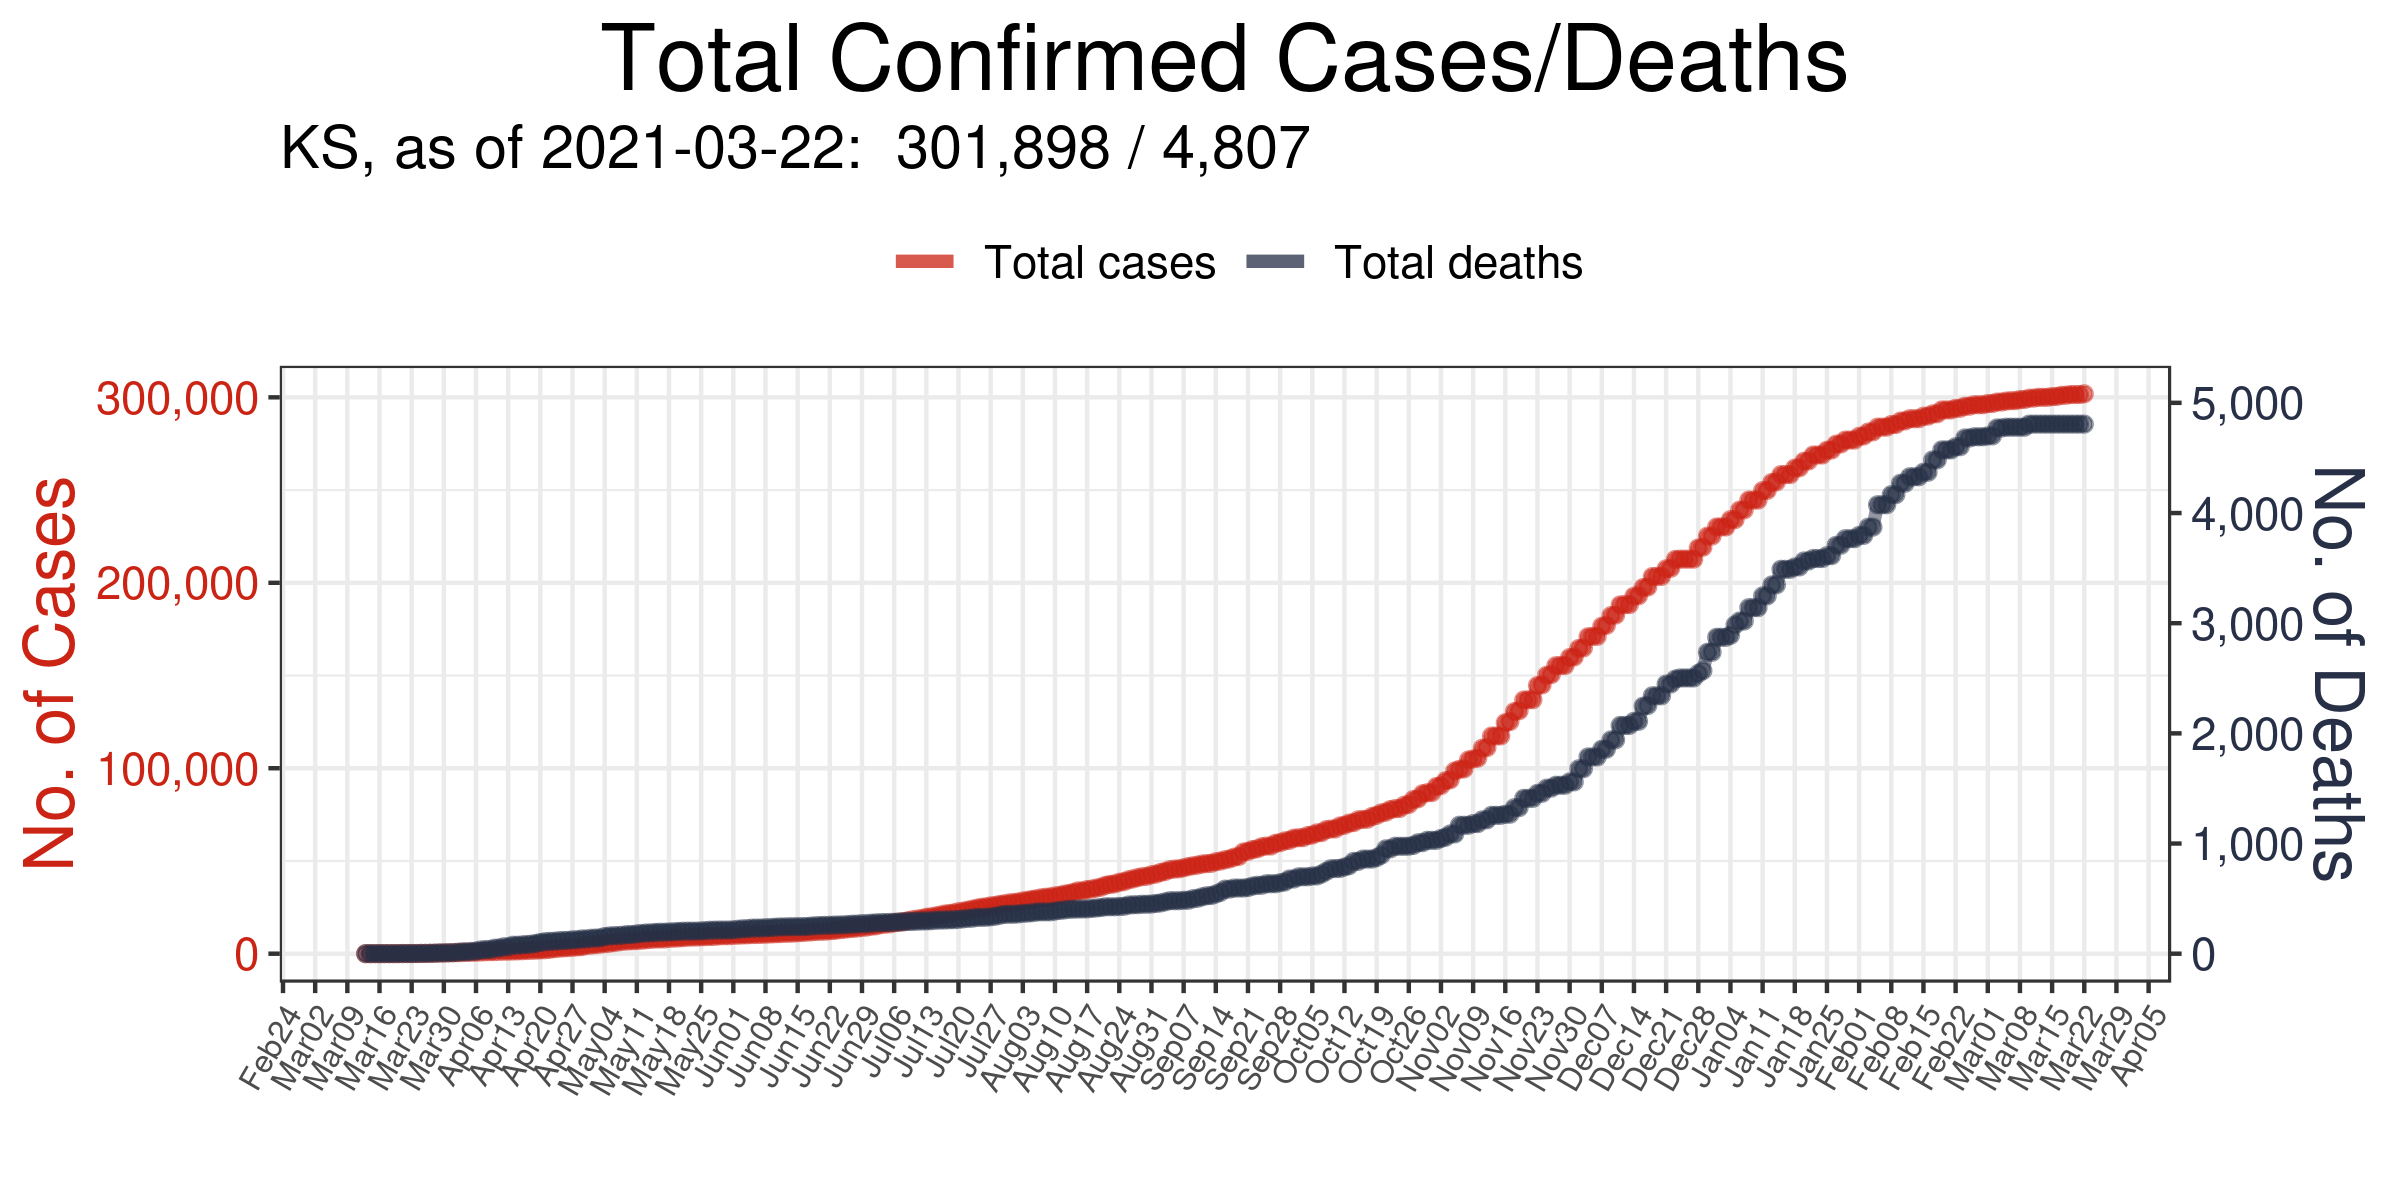 Total Confirmed Cases/Deaths
KS, as of 2021-03-22:  301,898 / 4,807
Total cases
Total deaths
No. of Cases
300,000
200,000
100,000
0
5,000
4,000
3,000
2,000
1,000
0
No. of Deaths
Feb24
Mar02
Mar09
Mar16
Mar23
Mar30
Apr06
Apr13
Apr20
Apr27
May04
May11
May18
May25
Jun01
Jun08
Jun15
Jun22
Jun29
Jul06
Jul13
Jul20
Jul27
Aug03
Aug10
Aug17
Aug24
Aug31
Sep07
Sep14
Sep21
Sep28
Oct05
Oct12
Oct19
Oct26
Nov02
Nov09
Nov16
Nov23
Nov30
Dec07
Dec14
Dec21
Dec28
Jan04
Jan11
Jan18
Jan25
Feb01
Feb08
Feb15
Feb22
Mar01
Mar08
Mar15
Mar22
Mar29
Apr05